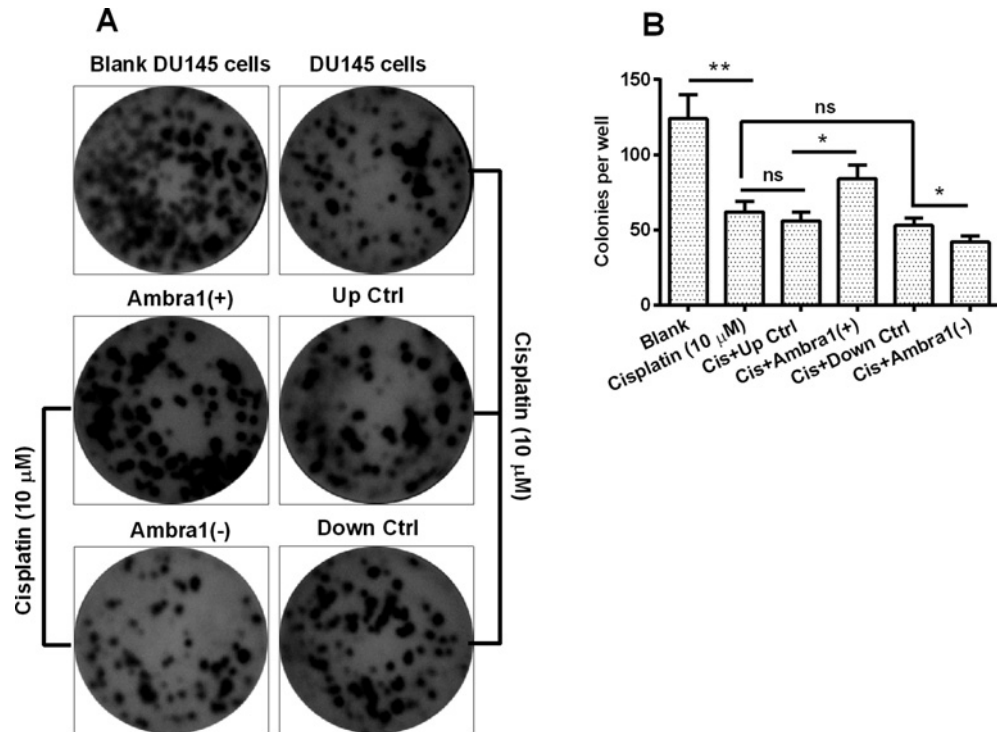 A
Blank DU145 cells
DU145 cells
Ambra1(+)
Up Ctrl
Ambra1(-)
Down Ctrl
Cisplatin (10 μM)
Cisplatin (10 μM)
B
Colonies per well
150
100
50
0
**
ns
*
ns
*
Blank
Cisplatin (10 μM)
Cis+Up Ctrl
Cis+Ambra1(+)
Cis+Down Ctrl
Cis+Ambra1(-)